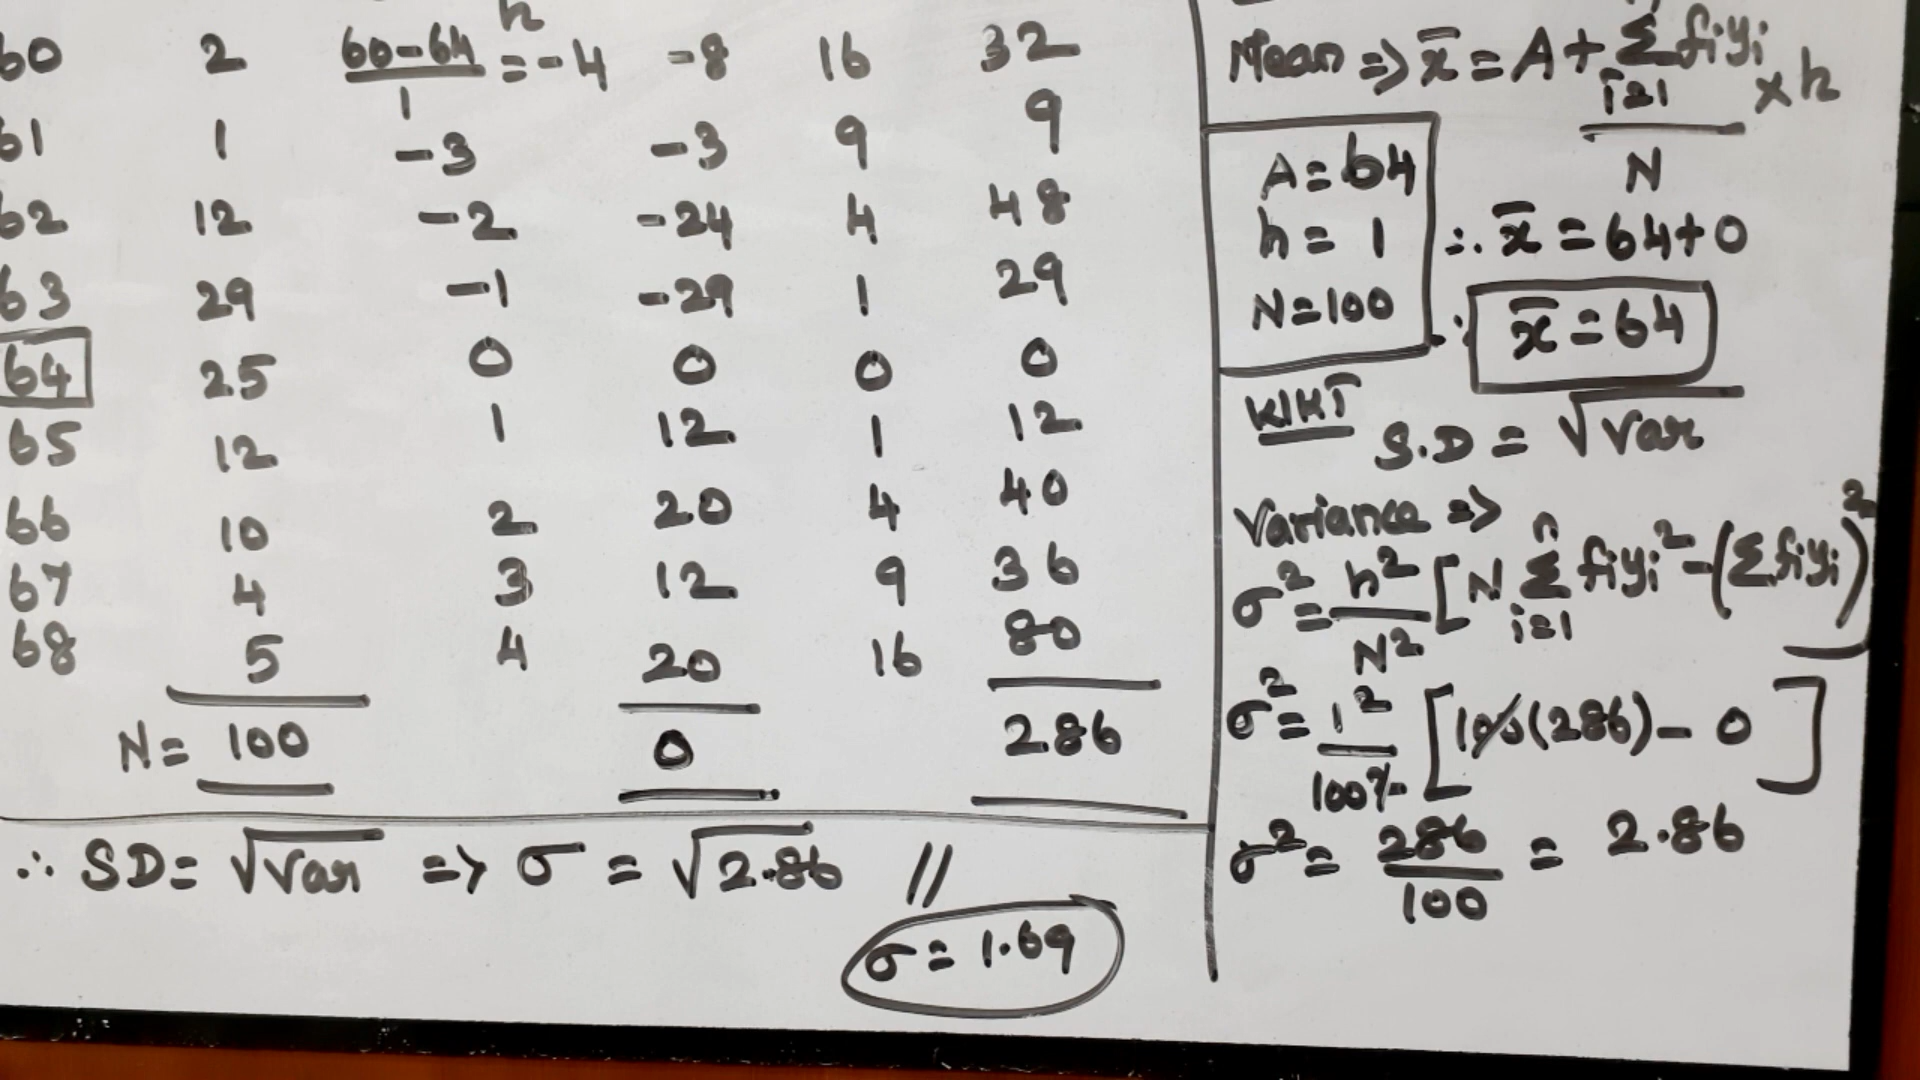 h
60 2 60-64/1 = -4 -8 16 32
61 1 -3 -3 9 9
62 12 -2 -24 4 48
63 29 -1 -29 1 29
64 25 0 0 0 0
65 12 1 12 1 12
66 10 2 20 4 40
67 4 3 12 9 36
68 5 4 20 16 80
N= 100 0 286
∴ SD= √Var => σ = √2.86 //
σ = 1.69
Mean => x̄ = A + Σ fiyi
i=1 × h
N
A = 64
h = 1
N = 100
∴ x̄ = 64+0
∴ x̄ = 64
WKT S.D = √Var
Variance =>
σ² = h²/N² [N Σ(i=1 to n) fiyi² - (Σfiyi)²]
σ² = 1²/100² [100(286) - 0]
σ² = 286/100 = 2.86